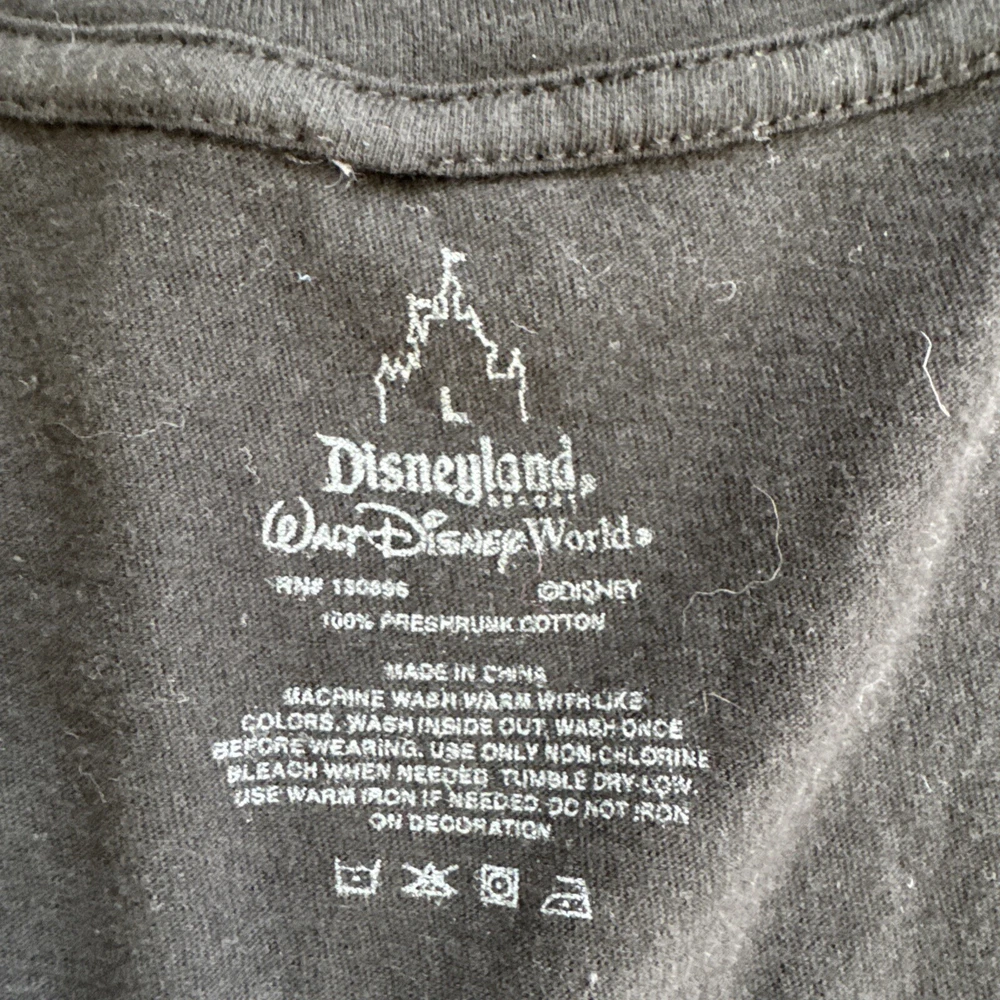 L
Disneyland®
RESORT
Walt Disney World®
RN# 130896 ©DISNEY
100% PRESHRUNK COTTON
MADE IN CHINA
MACHINE WASH WARM WITH LIKE
COLORS. WASH INSIDE OUT, WASH ONCE
BEFORE WEARING. USE ONLY NON-CHLORINE
BLEACH WHEN NEEDED. TUMBLE DRY LOW.
USE WARM IRON IF NEEDED. DO NOT IRON
ON DECORATION